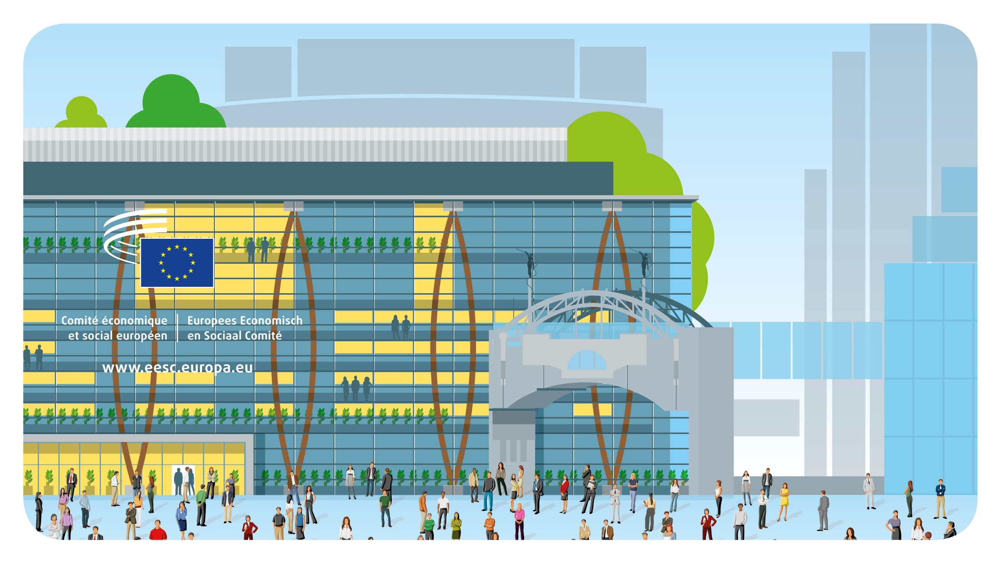 Comité économique
et social européen
Europees Economisch
en Sociaal Comité
www.eesc.europa.eu